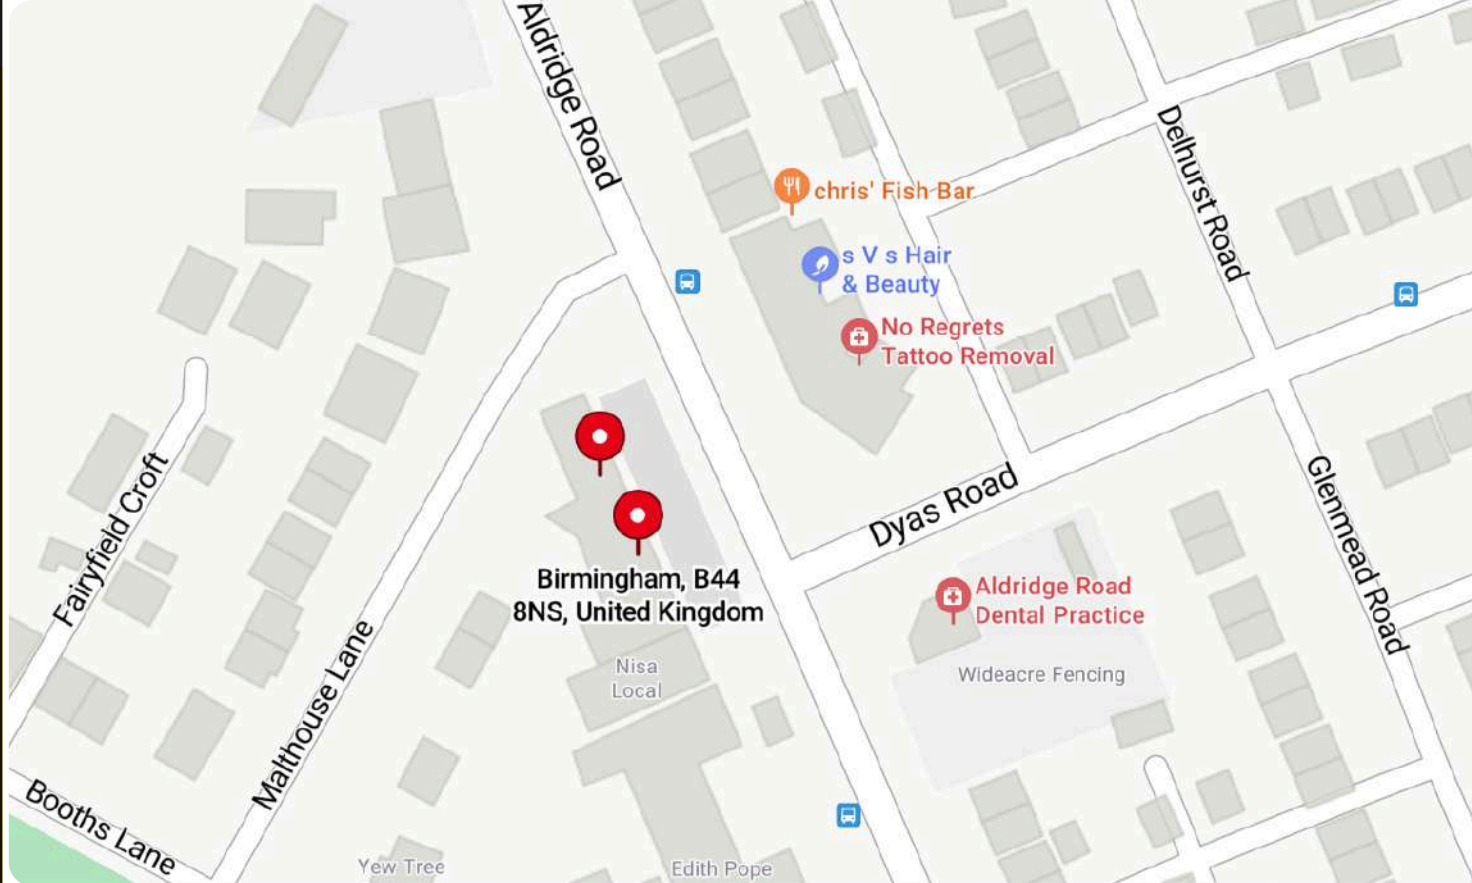 Aldridge Road
Delhurst Road
chris' Fish Bar
s V s Hair
& Beauty
No Regrets
Tattoo Removal
Fairyfield Croft
Dyas Road
Glenmead Road
Birmingham, B44
8NS, United Kingdom
Aldridge Road
Dental Practice
Malthouse Lane
Nisa
Local
Wideacre Fencing
Booths Lane
Yew Tree
Edith Pope